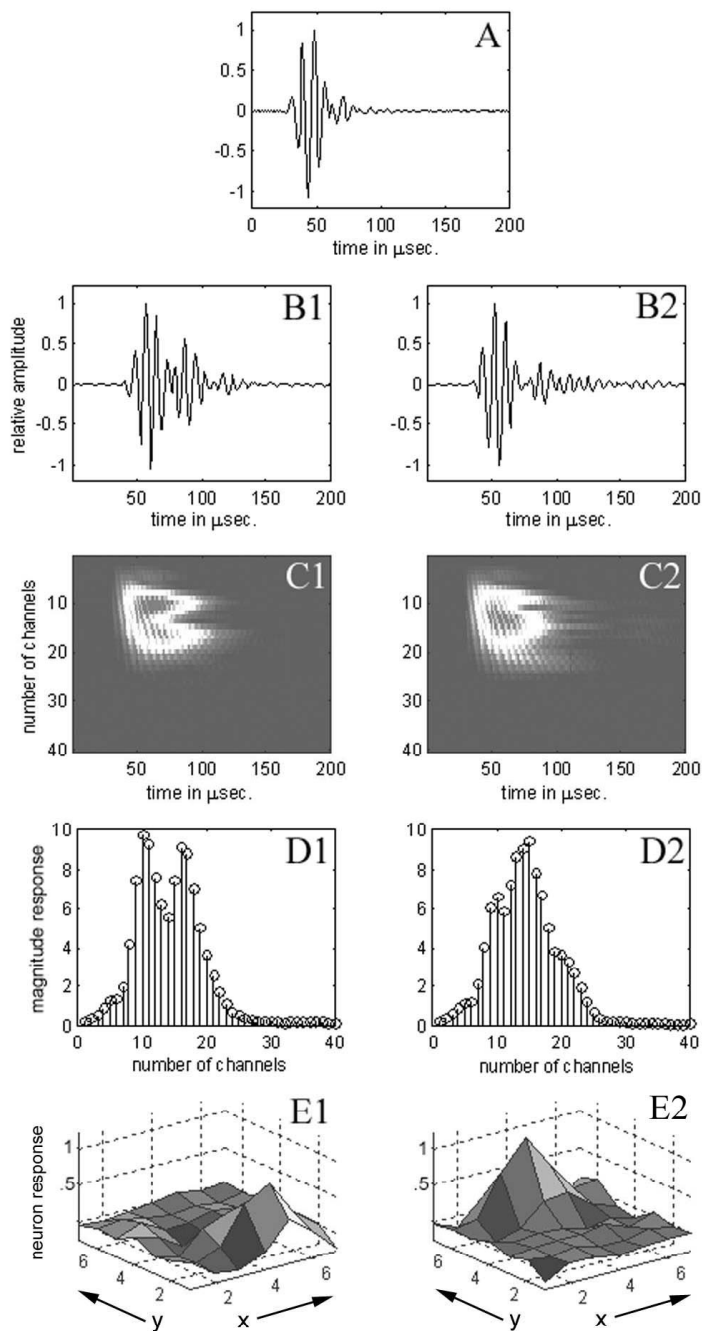 A
1
0.5
0
-0.5
-1
0 50 100 150 200
time in μsec.
B1
relative amplitude
1
0.5
0
-0.5
-1
50 100 150 200
time in μsec.
B2
1
0.5
0
-0.5
-1
50 100 150 200
time in μsec.
C1
number of channels
10
20
30
40
50 100 150 200
time in μsec.
C2
10
20
30
40
50 100 150 200
time in μsec.
D1
magnitude response
10
8
6
4
2
0
0 10 20 30 40
number of channels
D2
10
8
6
4
2
0
0 10 20 30 40
number of channels
E1
neuron response
1
.5
6 4 2
2 4 6
y x
E2
1
.5
6 4 2
2 4 6
y x